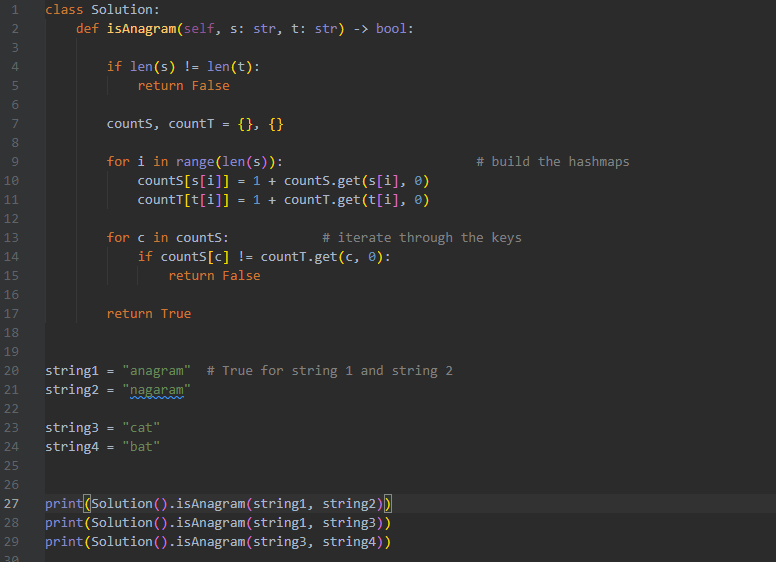 1 class Solution:
2     def isAnagram(self, s: str, t: str) -> bool:
3
4         if len(s) != len(t):
5             return False
6
7         countS, countT = {}, {}
8
9         for i in range(len(s)):                         # build the hashmaps
10             countS[s[i]] = 1 + countS.get(s[i], 0)
11             countT[t[i]] = 1 + countT.get(t[i], 0)
12
13         for c in countS:            # iterate through the keys
14             if countS[c] != countT.get(c, 0):
15                 return False
16
17         return True
18
19
20 string1 = "anagram"  # True for string 1 and string 2
21 string2 = "nagaram"
22
23 string3 = "cat"
24 string4 = "bat"
25
26
27 print(Solution().isAnagram(string1, string2))
28 print(Solution().isAnagram(string1, string3))
29 print(Solution().isAnagram(string3, string4))
30